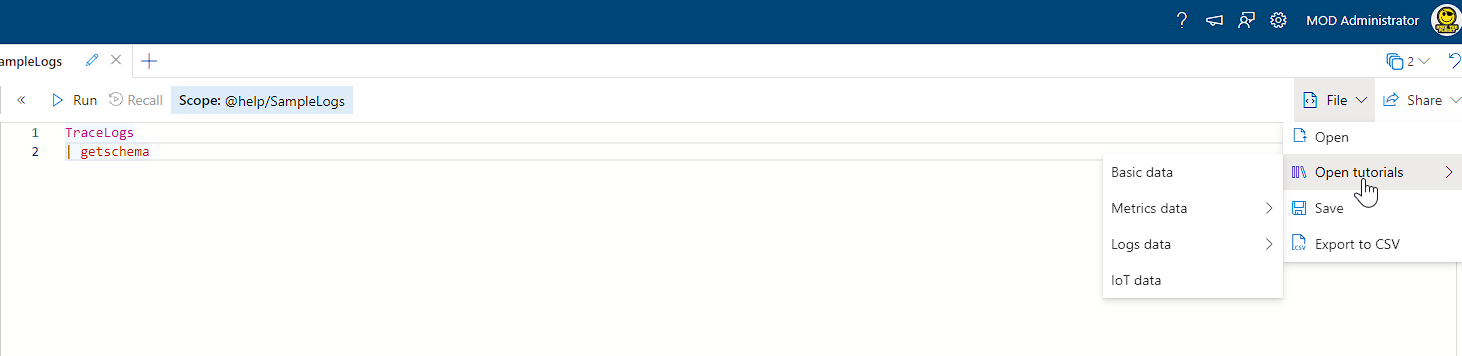 MOD Administrator
ampleLogs
2
Run
Recall
Scope: @help/SampleLogs
File
Share
1 TraceLogs
2 | getschema
Open
Open tutorials
Save
Export to CSV
Basic data
Metrics data
Logs data
IoT data